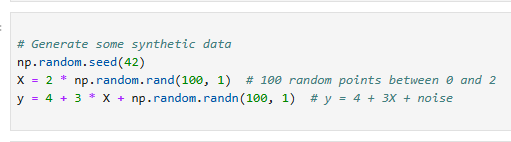 # Generate some synthetic data
np.random.seed(42)
X = 2 * np.random.rand(100, 1)  # 100 random points between 0 and 2
y = 4 + 3 * X + np.random.randn(100, 1)  # y = 4 + 3X + noise